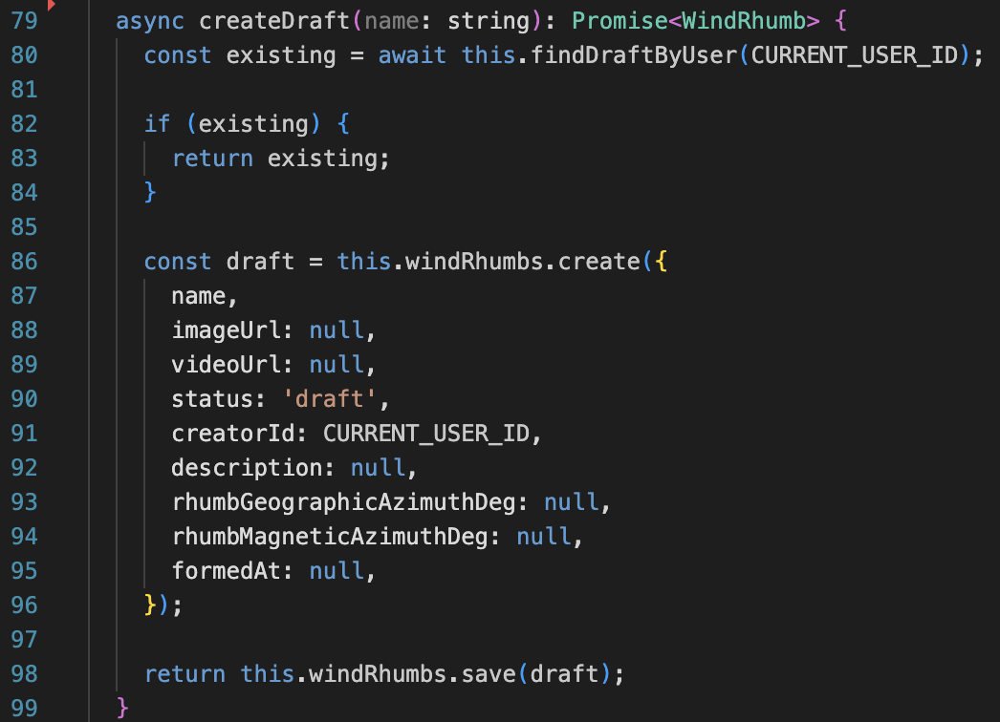 79 async createDraft(name: string): Promise<WindRhumb> {
80 const existing = await this.findDraftByUser(CURRENT_USER_ID);
81
82 if (existing) {
83 return existing;
84 }
85
86 const draft = this.windRhumbs.create({
87 name,
88 imageUrl: null,
89 videoUrl: null,
90 status: 'draft',
91 creatorId: CURRENT_USER_ID,
92 description: null,
93 rhumbGeographicAzimuthDeg: null,
94 rhumbMagneticAzimuthDeg: null,
95 formedAt: null,
96 });
97
98 return this.windRhumbs.save(draft);
99 }